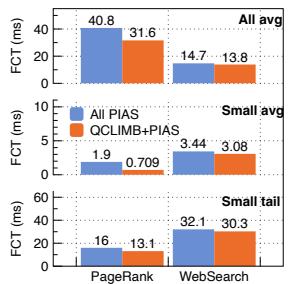 All avg
FCT (ms)
40
20
0
40.8
31.6
14.7
13.8
Small avg
FCT (ms)
10
5
0
All PIAS
QCLIMB+PIAS
1.9
0.709
3.44
3.08
Small tail
FCT (ms)
60
40
20
0
16
13.1
32.1
30.3
PageRank WebSearch